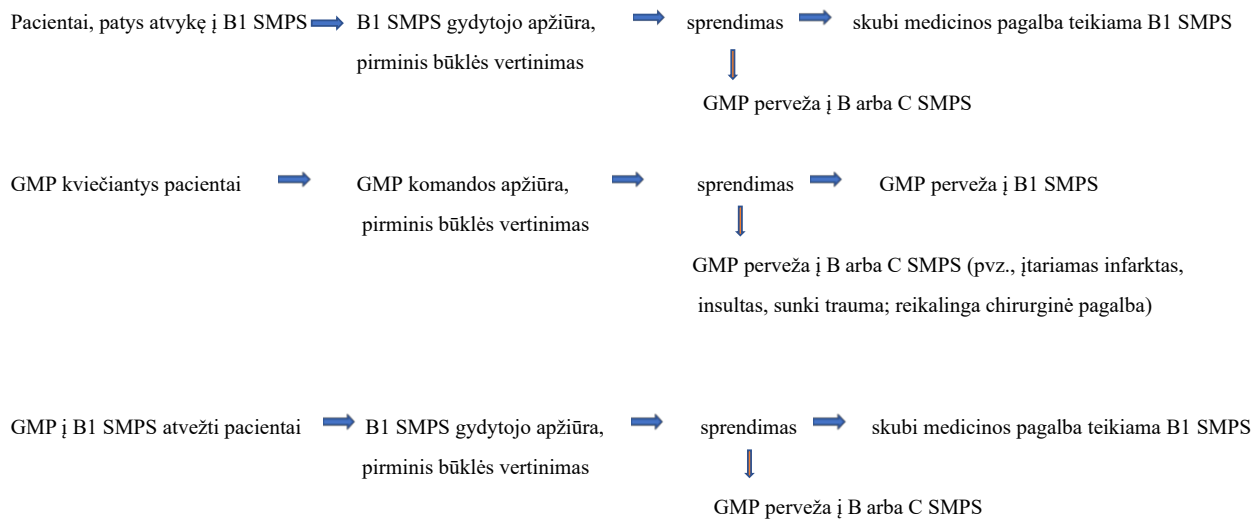 Pacientai, patys atvykę į B1 SMPS B1 SMPS gydytojo apžiūra, sprendimas skubi medicinos pagalba teikiama B1 SMPS
pirminis būklės vertinimas
GMP perveža į B arba C SMPS
GMP kviečiantys pacientai GMP komandos apžiūra, sprendimas GMP perveža į B1 SMPS
pirminis būklės vertinimas
GMP perveža į B arba C SMPS (pvz., įtariamas infarktas,
insultas, sunki trauma; reikalinga chirurginė pagalba)
GMP į B1 SMPS atvežti pacientai B1 SMPS gydytojo apžiūra, sprendimas skubi medicinos pagalba teikiama B1 SMPS
pirminis būklės vertinimas
GMP perveža į B arba C SMPS